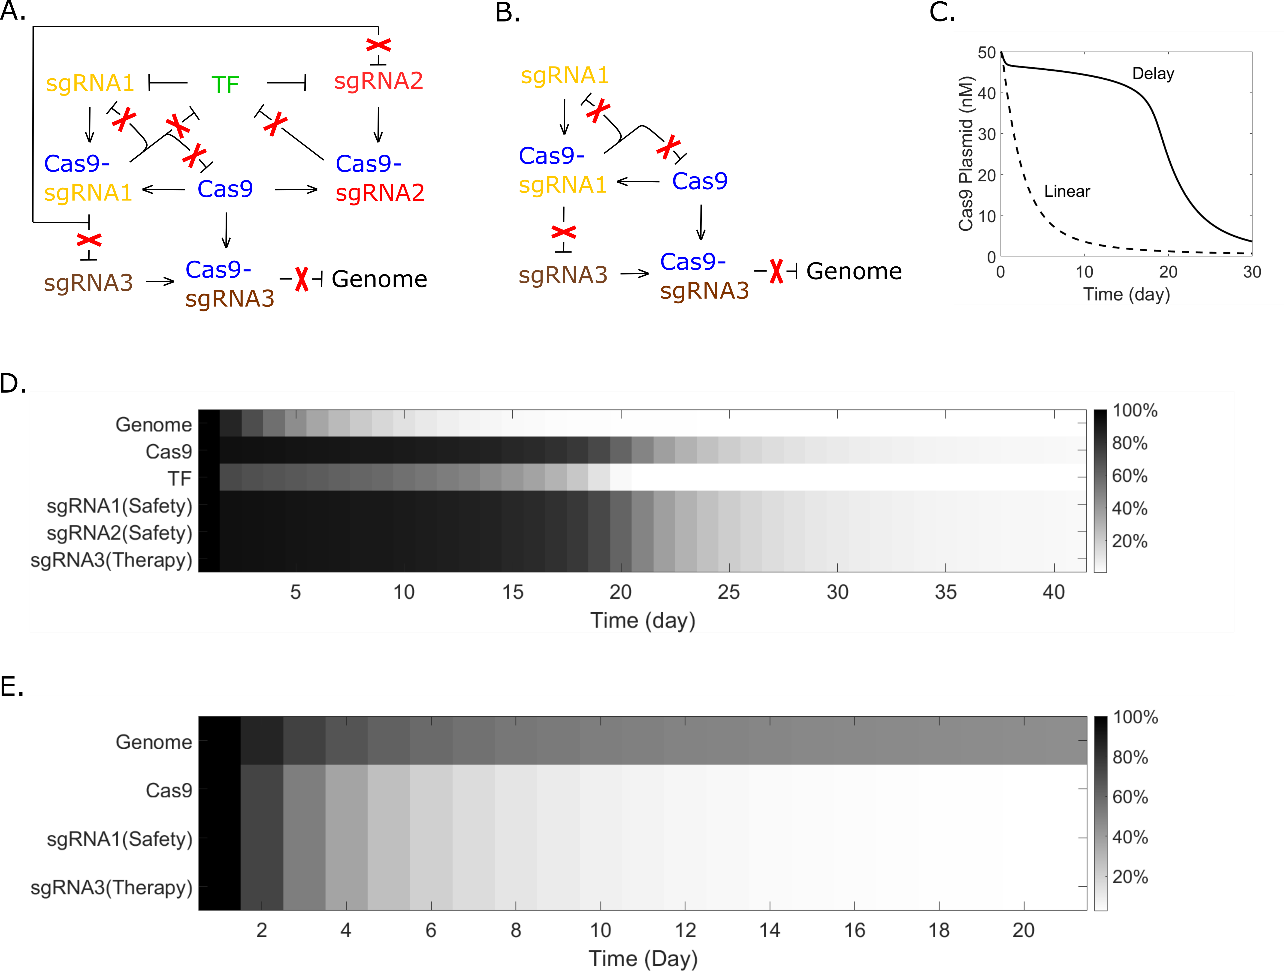 A.
sgRNA1
TF
sgRNA2
Cas9-
sgRNA1
Cas9
Cas9-
sgRNA2
sgRNA3
Cas9-
sgRNA3
Genome
B.
sgRNA1
Cas9-
sgRNA1
Cas9
sgRNA3
Cas9-
sgRNA3
Genome
C.
Cas9 Plasmid (nM)
50
40
30
20
10
0
Delay
Linear
0 10 20 30
Time (day)
D.
Genome
Cas9
TF
sgRNA1(Safety)
sgRNA2(Safety)
sgRNA3(Therapy)
5 10 15 20 25 30 35 40
Time (day)
100%
80%
60%
40%
20%
E.
Genome
Cas9
sgRNA1(Safety)
sgRNA3(Therapy)
2 4 6 8 10 12 14 16 18 20
Time (Day)
100%
80%
60%
40%
20%